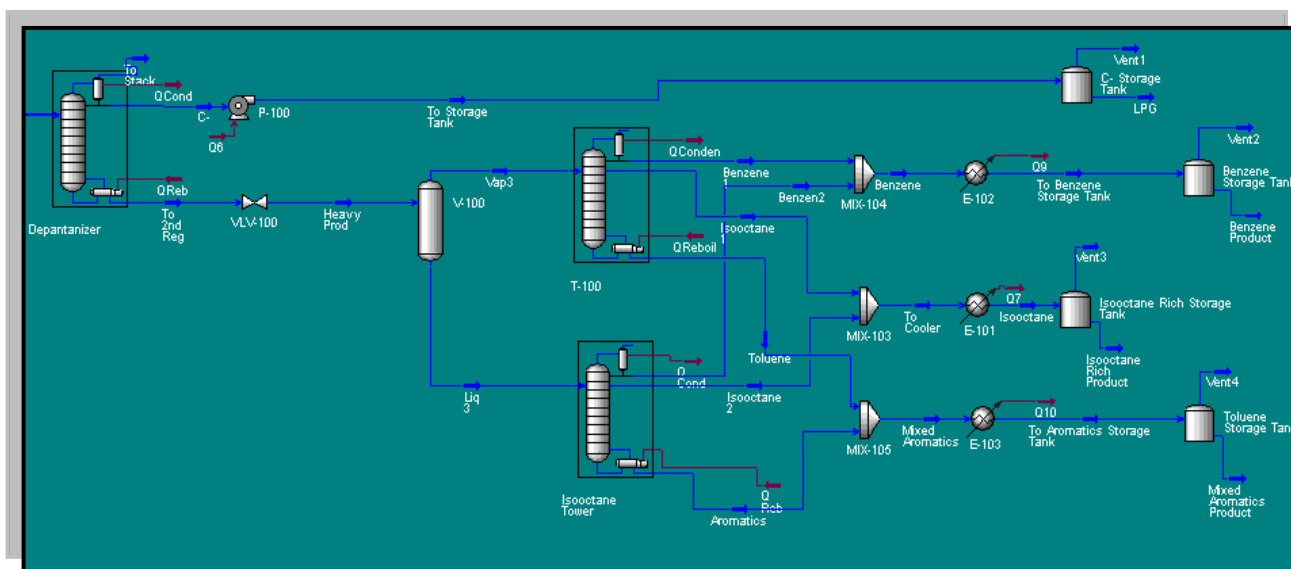 To
Stack
QCond
C-
P-100
Q6
To Storage
Tank
Vent1
C- Storage
Tank
LPG
QReb
To
2nd
Reg
Depantanizer
VLV-100
Heavy
Prod
Vap3
V-100
QConden
Benzene
1
Benzen2
Isooctane
1
QReboil
T-100
MIX-104
Benzene
Q9
E-102
To Benzene
Storage Tank
Vent2
Benzene
Storage Tank
Benzene
Product
Toluene
MIX-103
To
Cooler
Q7
E-101
Isooctane
Vent3
Isooctane Rich Storage
Tank
Isooctane
Rich
Product
Liq
3
Q
Cond
Isooctane
2
Q
Reb
Isooctane
Tower
Aromatics
MIX-105
Mixed
Aromatics
Q10
E-103
To Aromatics Storage
Tank
Vent4
Toluene
Storage Tank
Mixed
Aromatics
Product